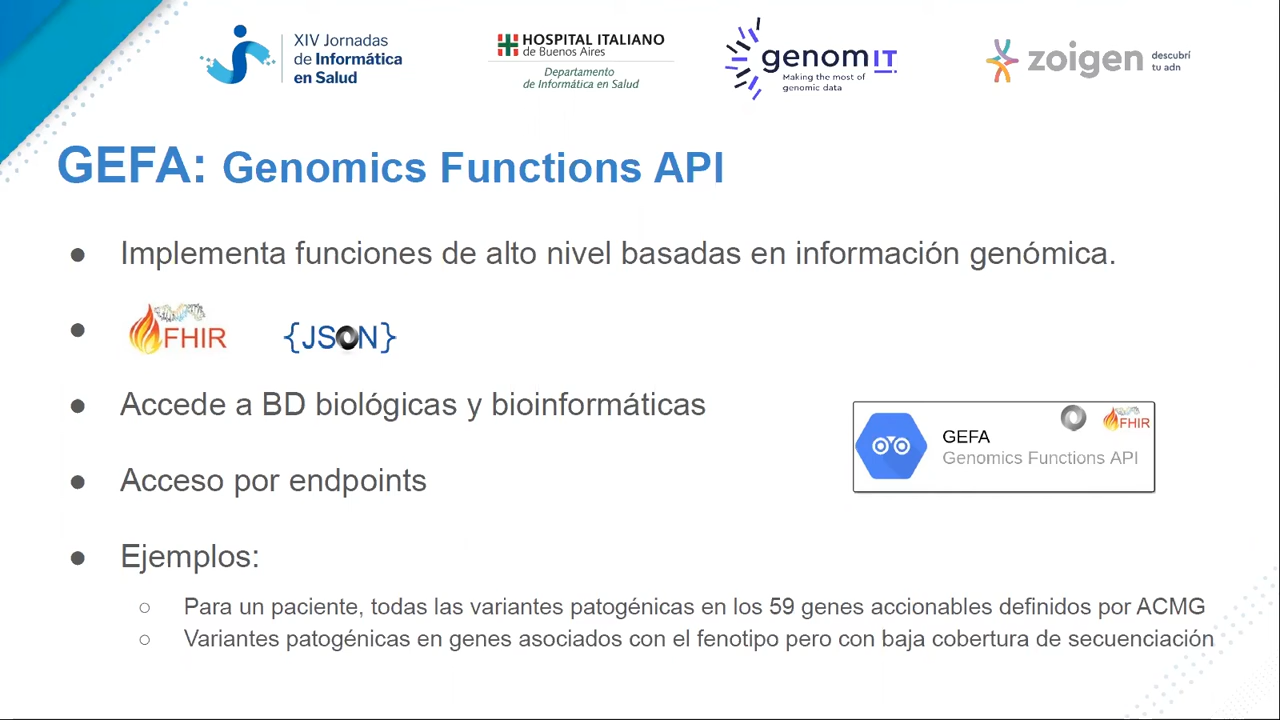 XIV Jornadas
de Informática
en Salud
HOSPITAL ITALIANO
de Buenos Aires
Departamento
de Informática en Salud
genomIT
Making the most of
genomic data
zoigen
descubrí
tu adn
GEFA: Genomics Functions API
● Implementa funciones de alto nivel basadas en información genómica.
● FHIR {JSON}
● Accede a BD biológicas y bioinformáticas
● Acceso por endpoints
● Ejemplos:
○ Para un paciente, todas las variantes patogénicas en los 59 genes accionables definidos por ACMG
○ Variantes patogénicas en genes asociados con el fenotipo pero con baja cobertura de secuenciación
FHIR
GEFA
Genomics Functions API